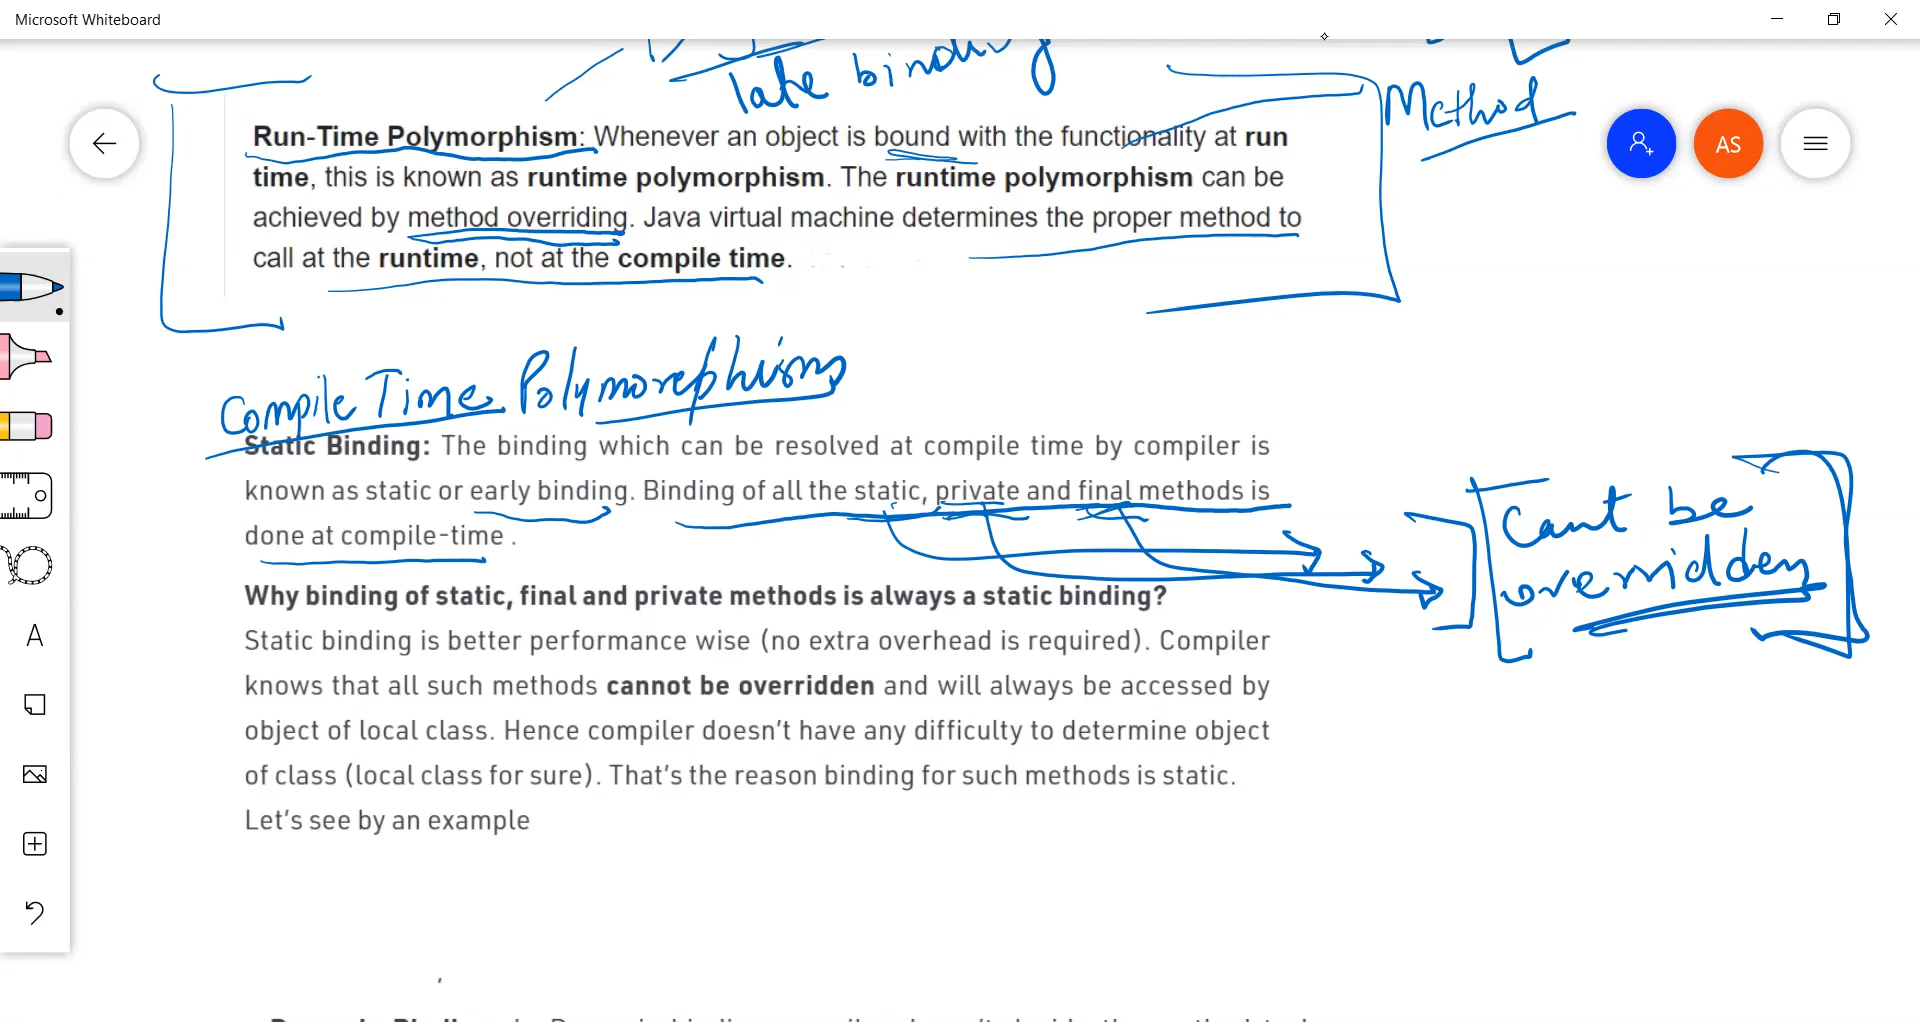 Microsoft Whiteboard
late binding
Method
Run-Time Polymorphism: Whenever an object is bound with the functionality at run
time, this is known as runtime polymorphism. The runtime polymorphism can be
achieved by method overriding. Java virtual machine determines the proper method to
call at the runtime, not at the compile time.
AS
Compile Time Polymorephism
Static Binding: The binding which can be resolved at compile time by compiler is
known as static or early binding. Binding of all the static, private and final methods is
done at compile-time .
Cant be
overridden
Why binding of static, final and private methods is always a static binding?
Static binding is better performance wise (no extra overhead is required). Compiler
knows that all such methods cannot be overridden and will always be accessed by
object of local class. Hence compiler doesn't have any difficulty to determine object
of class (local class for sure). That's the reason binding for such methods is static.
Let's see by an example
A